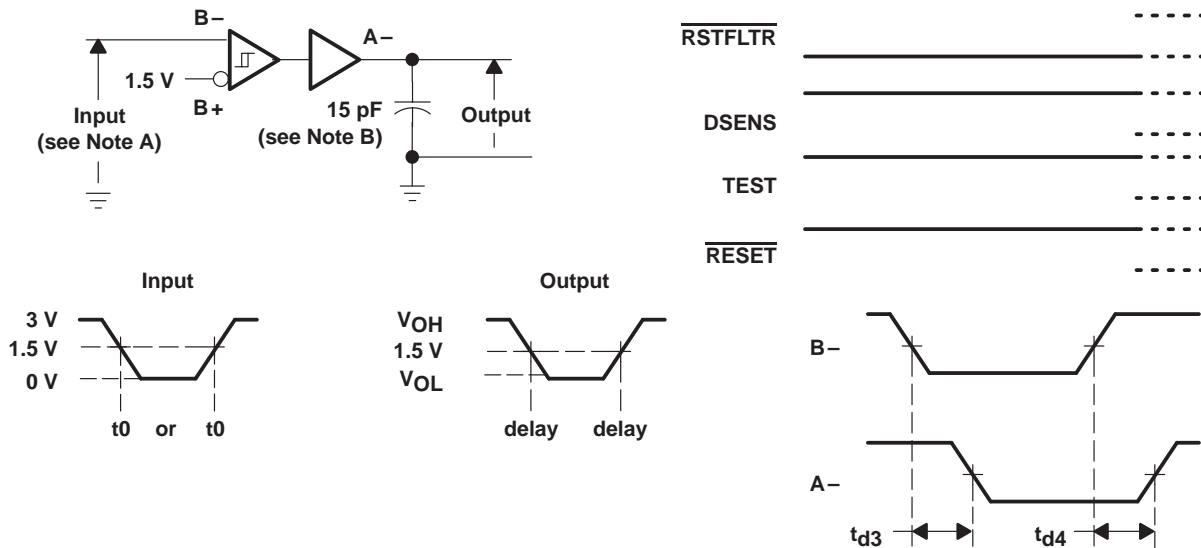 B–
A–
1.5 V
B+
Input
(see Note A)
15 pF
(see Note B)
Output
Input
3 V
1.5 V
0 V
t0 or t0
Output
VOH
1.5 V
VOL
delay delay
RSTFLTR
DSENS
TEST
RESET
B–
A–
td3 td4